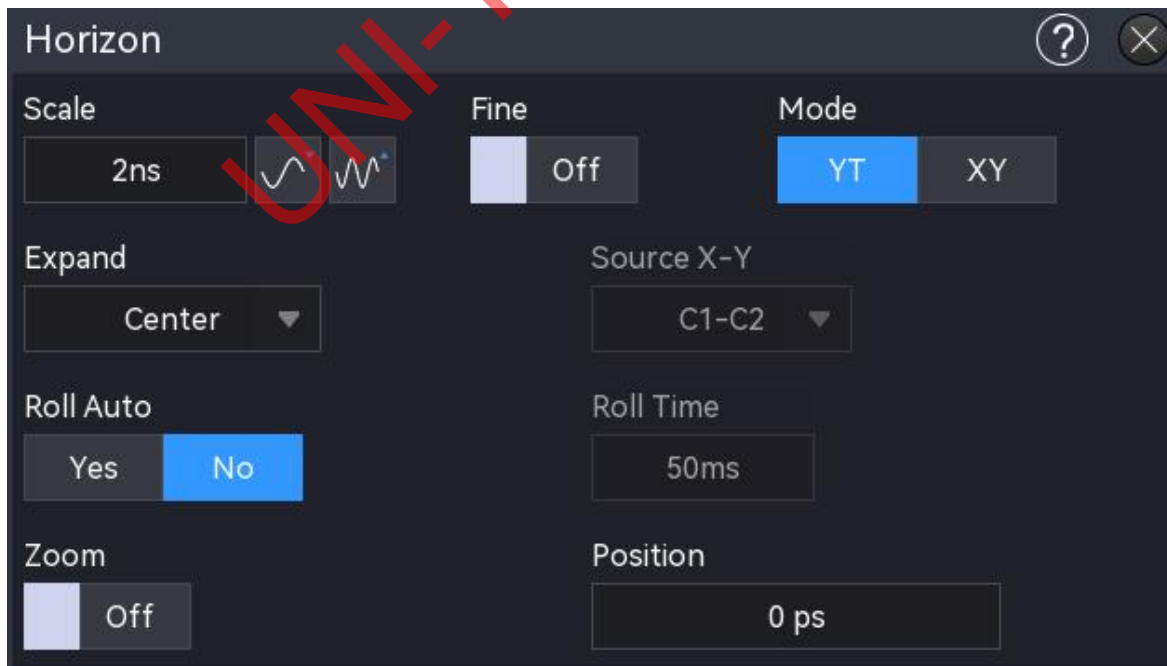 Horizon
?
Scale Fine Mode
2ns Off YT XY
Expand Source X-Y
Center C1-C2
Roll Auto Roll Time
Yes No 50ms
Zoom Position
Off 0 ps
UNI-